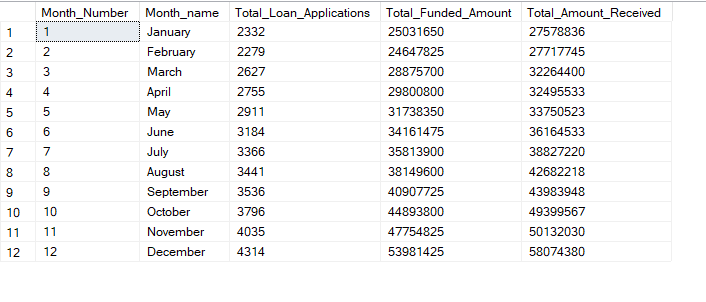 Month_Number Month_name Total_Loan_Applications Total_Funded_Amount Total_Amount_Received
1 1 January 2332 25031650 27578836
2 2 February 2279 24647825 27717745
3 3 March 2627 28875700 32264400
4 4 April 2755 29800800 32495533
5 5 May 2911 31738350 33750523
6 6 June 3184 34161475 36164533
7 7 July 3366 35813900 38827220
8 8 August 3441 38149600 42682218
9 9 September 3536 40907725 43983948
10 10 October 3796 44893800 49399567
11 11 November 4035 47754825 50132030
12 12 December 4314 53981425 58074380